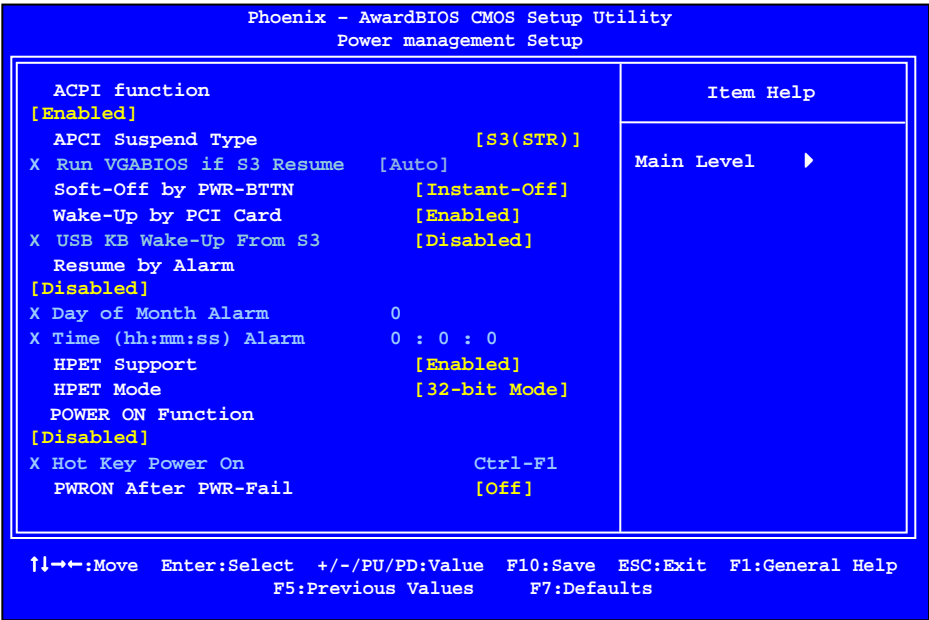 Phoenix – AwardBIOS CMOS Setup Utility
Power management Setup
ACPI function
[Enabled]
APCI Suspend Type [S3(STR)]
X Run VGABIOS if S3 Resume [Auto]
Soft-Off by PWR-BTTN [Instant-Off]
Wake-Up by PCI Card [Enabled]
X USB KB Wake-Up From S3 [Disabled]
Resume by Alarm
[Disabled]
X Day of Month Alarm 0
X Time (hh:mm:ss) Alarm 0 : 0 : 0
HPET Support [Enabled]
HPET Mode [32-bit Mode]
POWER ON Function
[Disabled]
X Hot Key Power On Ctrl-F1
PWRON After PWR-Fail [Off]
Item Help
Main Level
↑↓→←:Move Enter:Select +/-/PU/PD:Value F10:Save ESC:Exit F1:General Help
F5:Previous Values F7:Defaults